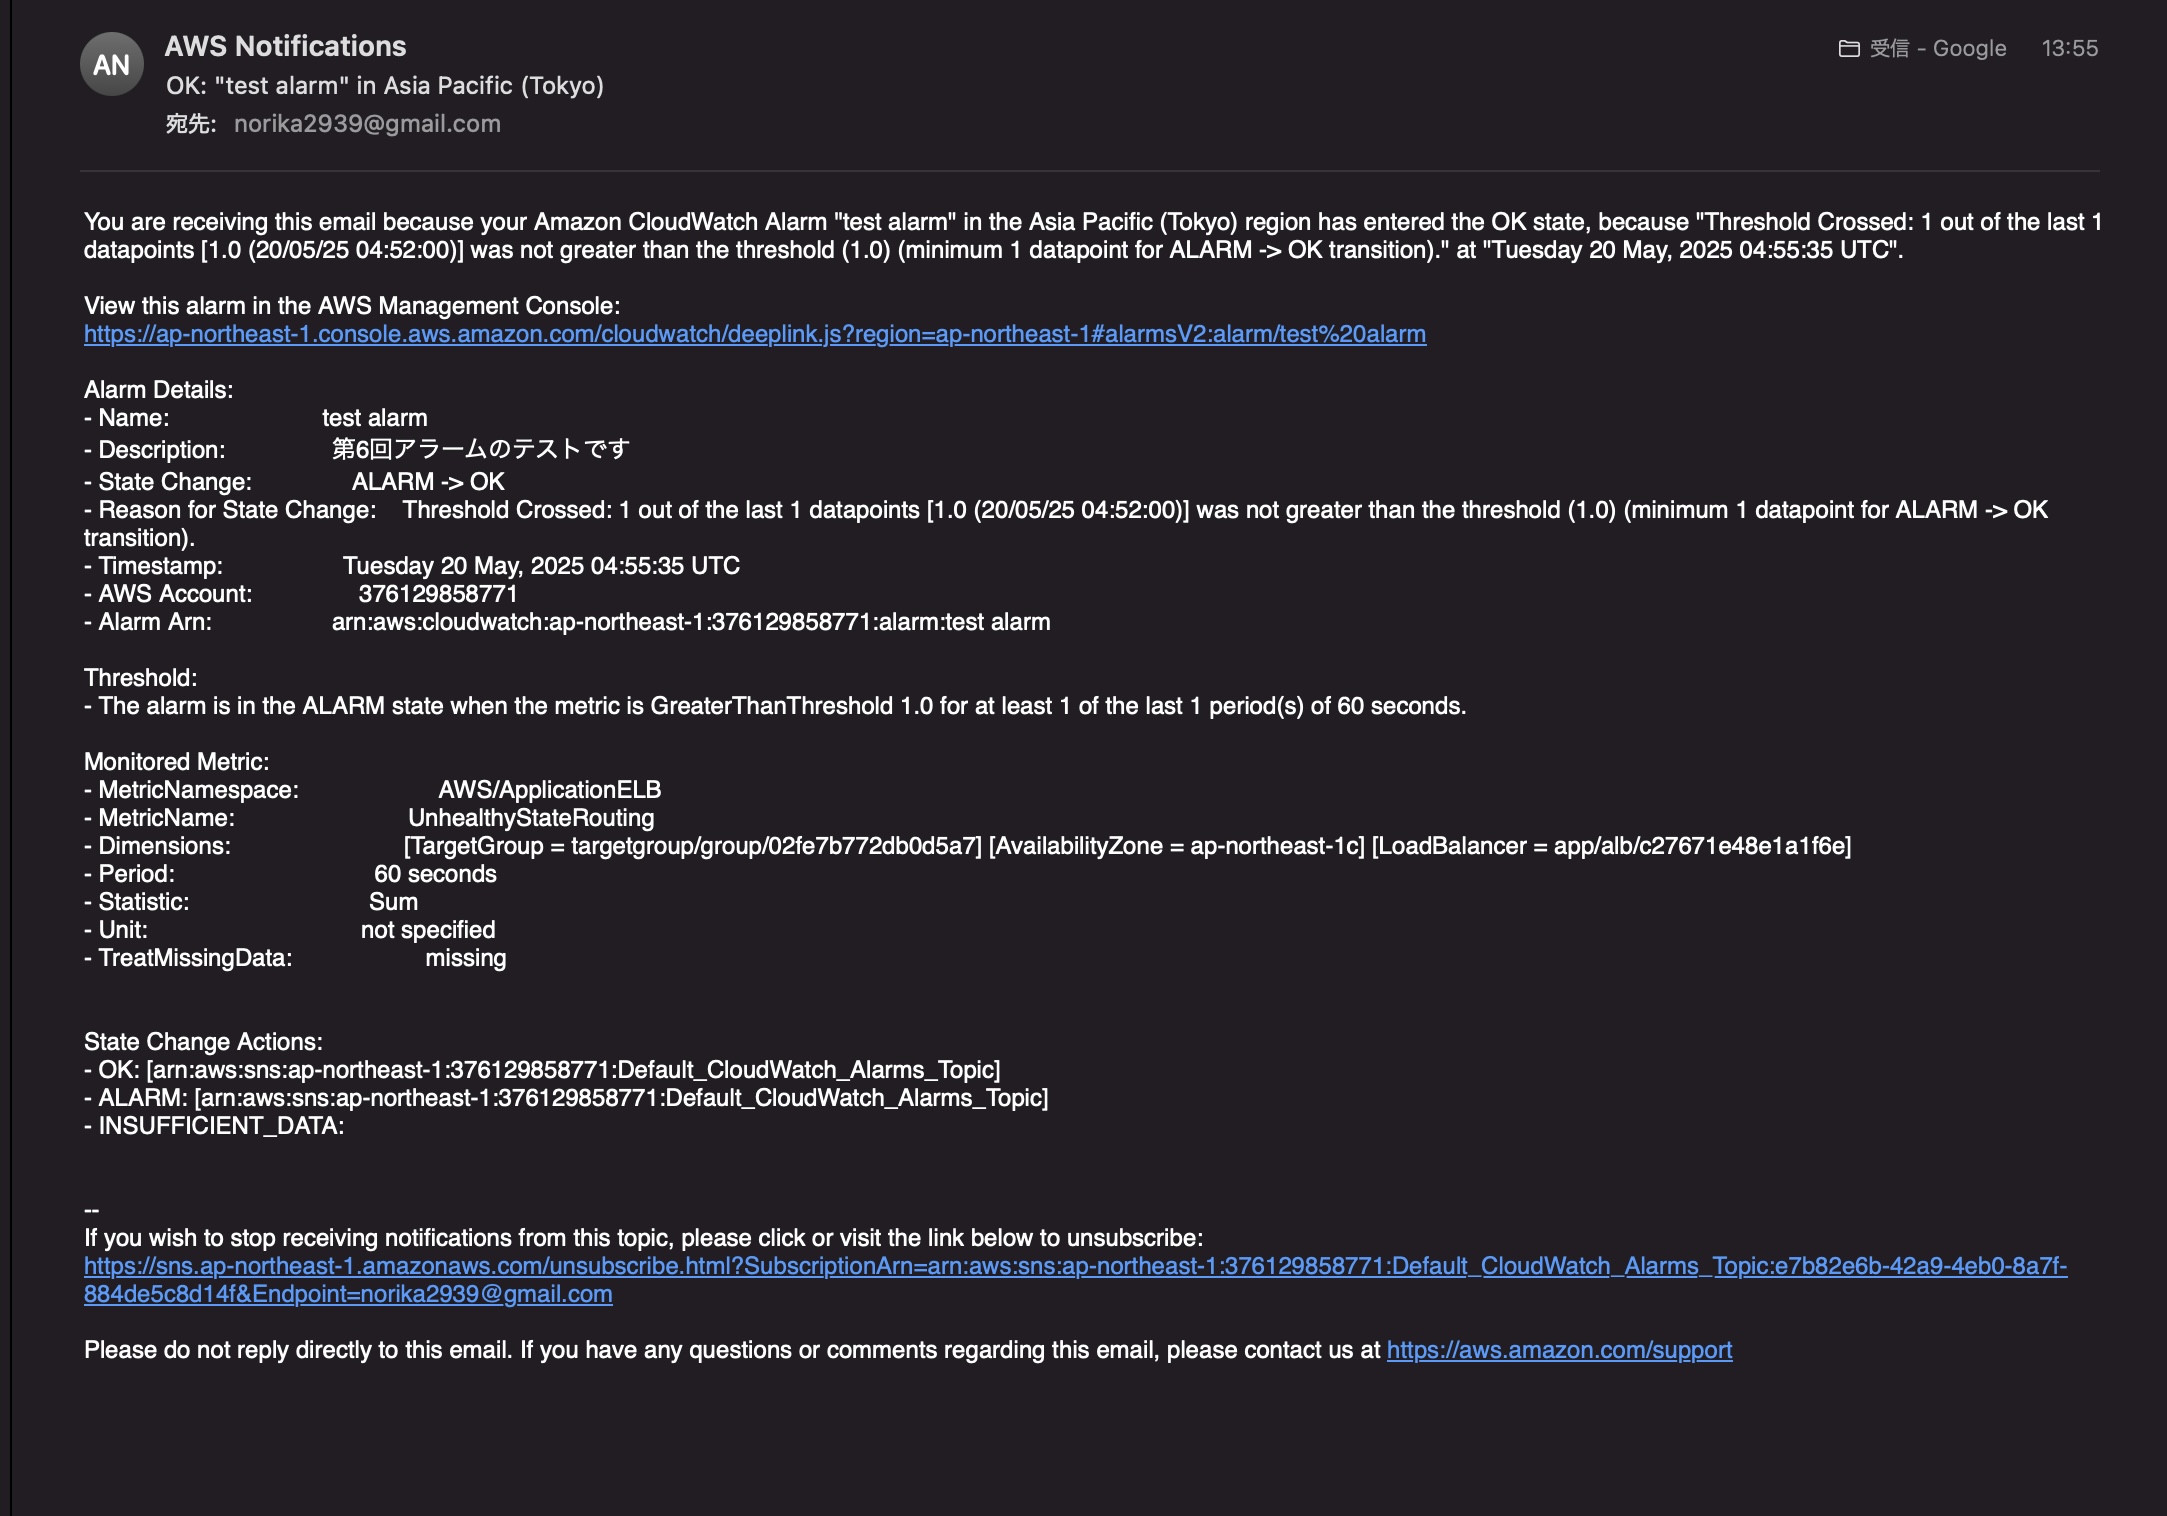 AN
AWS Notifications
受信 - Google 13:55
OK: "test alarm" in Asia Pacific (Tokyo)
宛先: norika2939@gmail.com
You are receiving this email because your Amazon CloudWatch Alarm "test alarm" in the Asia Pacific (Tokyo) region has entered the OK state, because "Threshold Crossed: 1 out of the last 1
datapoints [1.0 (20/05/25 04:52:00)] was not greater than the threshold (1.0) (minimum 1 datapoint for ALARM -> OK transition)." at "Tuesday 20 May, 2025 04:55:35 UTC".
View this alarm in the AWS Management Console:
https://ap-northeast-1.console.aws.amazon.com/cloudwatch/deeplink.js?region=ap-northeast-1#alarmsV2:alarm/test%20alarm
Alarm Details:
- Name: test alarm
- Description: 第6回アラームのテストです
- State Change: ALARM -> OK
- Reason for State Change: Threshold Crossed: 1 out of the last 1 datapoints [1.0 (20/05/25 04:52:00)] was not greater than the threshold (1.0) (minimum 1 datapoint for ALARM -> OK
transition).
- Timestamp: Tuesday 20 May, 2025 04:55:35 UTC
- AWS Account: 376129858771
- Alarm Arn: arn:aws:cloudwatch:ap-northeast-1:376129858771:alarm:test alarm
Threshold:
- The alarm is in the ALARM state when the metric is GreaterThanThreshold 1.0 for at least 1 of the last 1 period(s) of 60 seconds.
Monitored Metric:
- MetricNamespace: AWS/ApplicationELB
- MetricName: UnhealthyStateRouting
- Dimensions: [TargetGroup = targetgroup/group/02fe7b772db0d5a7] [AvailabilityZone = ap-northeast-1c] [LoadBalancer = app/alb/c27671e48e1a1f6e]
- Period: 60 seconds
- Statistic: Sum
- Unit: not specified
- TreatMissingData: missing
State Change Actions:
- OK: [arn:aws:sns:ap-northeast-1:376129858771:Default_CloudWatch_Alarms_Topic]
- ALARM: [arn:aws:sns:ap-northeast-1:376129858771:Default_CloudWatch_Alarms_Topic]
- INSUFFICIENT_DATA:
--
If you wish to stop receiving notifications from this topic, please click or visit the link below to unsubscribe:
https://sns.ap-northeast-1.amazonaws.com/unsubscribe.html?SubscriptionArn=arn:aws:sns:ap-northeast-1:376129858771:Default_CloudWatch_Alarms_Topic:e7b82e6b-42a9-4eb0-8a7f-
884de5c8d14f&Endpoint=norika2939@gmail.com
Please do not reply directly to this email. If you have any questions or comments regarding this email, please contact us at https://aws.amazon.com/support